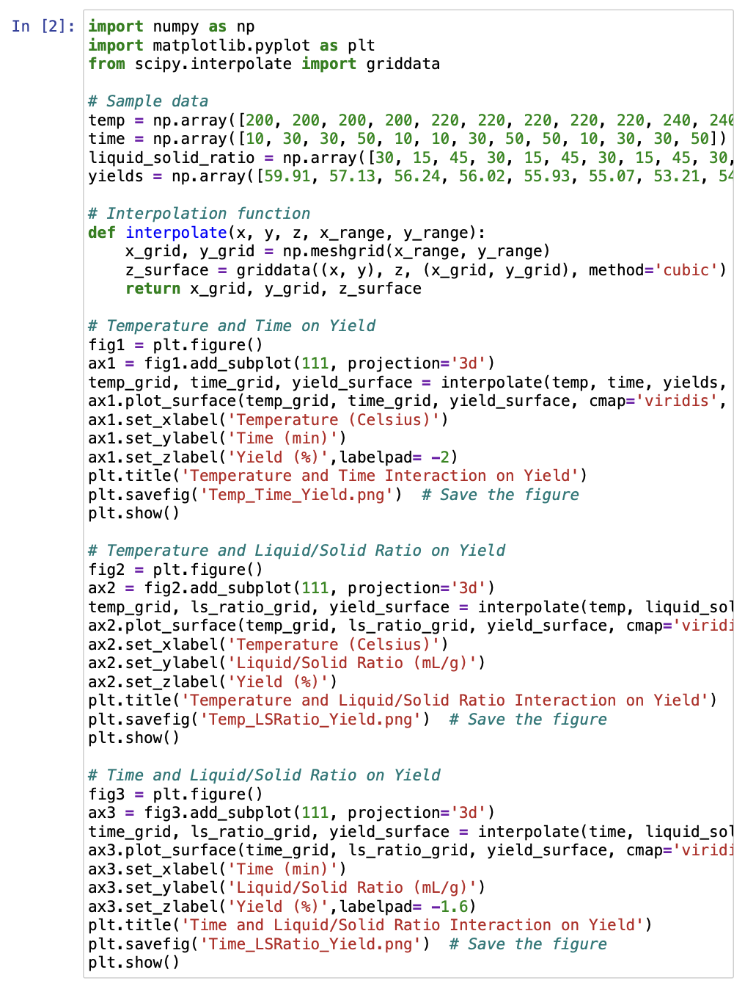 In [2]: import numpy as np
import matplotlib.pyplot as plt
from scipy.interpolate import griddata

# Sample data
temp = np.array([200, 200, 200, 200, 220, 220, 220, 220, 220, 240, 240
time = np.array([10, 30, 30, 50, 10, 10, 30, 50, 50, 10, 30, 30, 50])
liquid_solid_ratio = np.array([30, 15, 45, 30, 15, 45, 30, 15, 45, 30,
yields = np.array([59.91, 57.13, 56.24, 56.02, 55.93, 55.07, 53.21, 54

# Interpolation function
def interpolate(x, y, z, x_range, y_range):
    x_grid, y_grid = np.meshgrid(x_range, y_range)
    z_surface = griddata((x, y), z, (x_grid, y_grid), method='cubic')
    return x_grid, y_grid, z_surface

# Temperature and Time on Yield
fig1 = plt.figure()
ax1 = fig1.add_subplot(111, projection='3d')
temp_grid, time_grid, yield_surface = interpolate(temp, time, yields,
ax1.plot_surface(temp_grid, time_grid, yield_surface, cmap='viridis',
ax1.set_xlabel('Temperature (Celsius)')
ax1.set_ylabel('Time (min)')
ax1.set_zlabel('Yield (%)',labelpad= -2)
plt.title('Temperature and Time Interaction on Yield')
plt.savefig('Temp_Time_Yield.png')  # Save the figure
plt.show()

# Temperature and Liquid/Solid Ratio on Yield
fig2 = plt.figure()
ax2 = fig2.add_subplot(111, projection='3d')
temp_grid, ls_ratio_grid, yield_surface = interpolate(temp, liquid_sol
ax2.plot_surface(temp_grid, ls_ratio_grid, yield_surface, cmap='viridi
ax2.set_xlabel('Temperature (Celsius)')
ax2.set_ylabel('Liquid/Solid Ratio (mL/g)')
ax2.set_zlabel('Yield (%)')
plt.title('Temperature and Liquid/Solid Ratio Interaction on Yield')
plt.savefig('Temp_LSRatio_Yield.png')  # Save the figure
plt.show()

# Time and Liquid/Solid Ratio on Yield
fig3 = plt.figure()
ax3 = fig3.add_subplot(111, projection='3d')
time_grid, ls_ratio_grid, yield_surface = interpolate(time, liquid_sol
ax3.plot_surface(time_grid, ls_ratio_grid, yield_surface, cmap='viridi
ax3.set_xlabel('Time (min)')
ax3.set_ylabel('Liquid/Solid Ratio (mL/g)')
ax3.set_zlabel('Yield (%)',labelpad= -1.6)
plt.title('Time and Liquid/Solid Ratio Interaction on Yield')
plt.savefig('Time_LSRatio_Yield.png')  # Save the figure
plt.show()